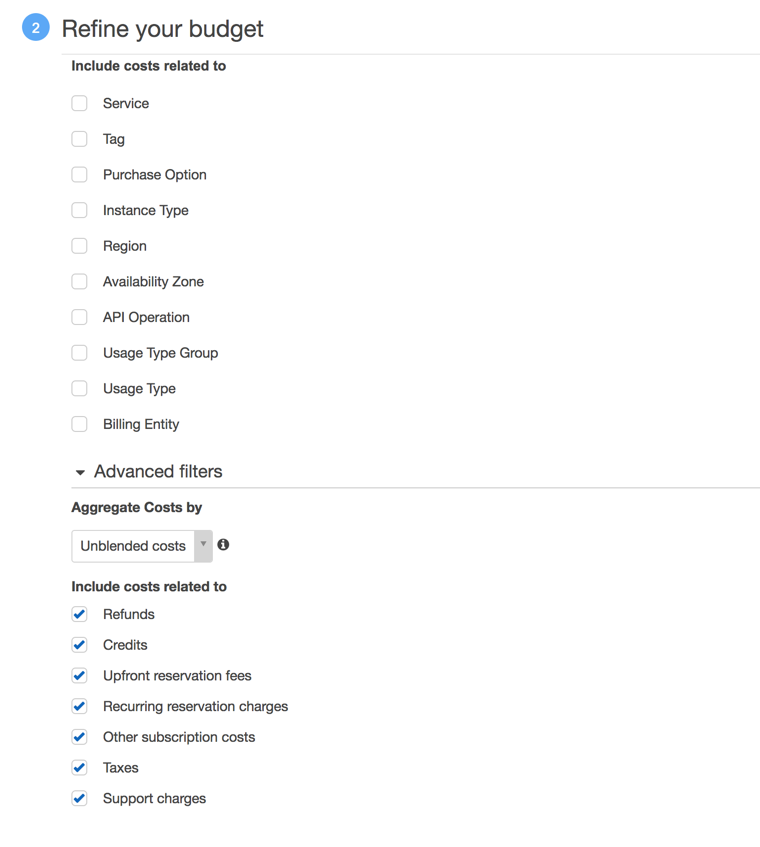 2 Refine your budget
Include costs related to
Service
Tag
Purchase Option
Instance Type
Region
Availability Zone
API Operation
Usage Type Group
Usage Type
Billing Entity
Advanced filters
Aggregate Costs by
Unblended costs
Include costs related to
Refunds
Credits
Upfront reservation fees
Recurring reservation charges
Other subscription costs
Taxes
Support charges